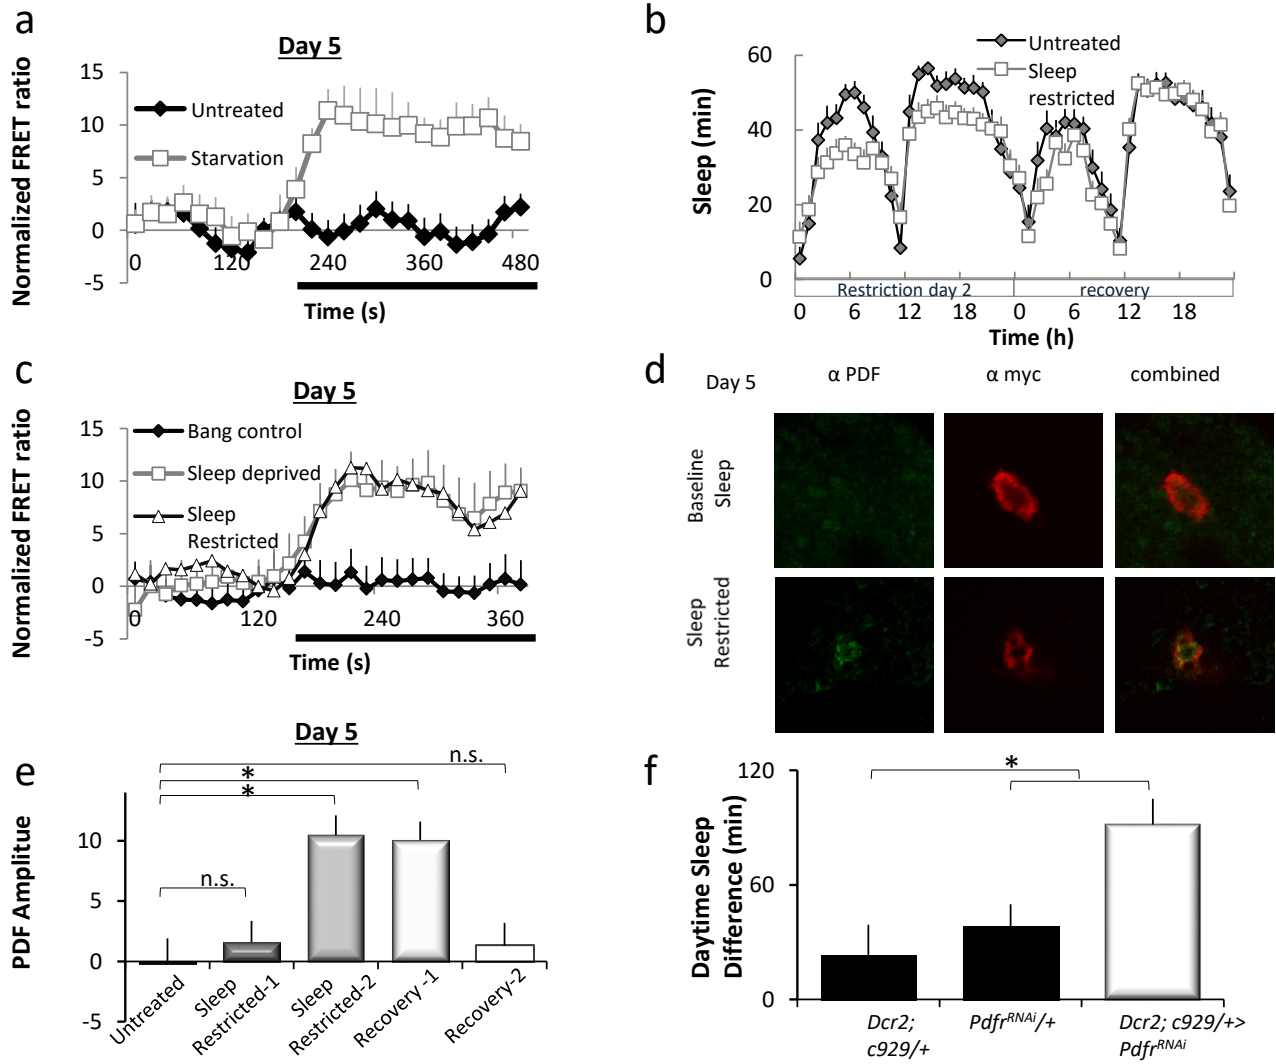 a
Day 5
Normalized FRET ratio
15
10
5
0
-5
Untreated
Starvation
0
120
240
360
480
Time (s)
b
Sleep (min)
60
40
20
0
Untreated
Sleep
restricted
Restriction day 2
recovery
0
6
12
18
0
6
12
18
Time (h)
c
Day 5
Normalized FRET ratio
15
10
5
0
-5
Bang control
Sleep deprived
Sleep
Restricted
0
120
240
360
Time (s)
d
Day 5
α PDF
α myc
combined
Baseline
Sleep
Sleep
Restricted
e
Day 5
PDF Amplitue
10
5
0
-5
n.s.
*
*
n.s.
Untreated
Sleep
Restricted-1
Sleep
Restricted-2
Recovery -1
Recovery-2
f
Daytime Sleep
Difference (min)
120
60
0
*
Dcr2;
c929/+
Pdfr^RNAi/+
Dcr2; c929/+>
Pdfr^RNAi